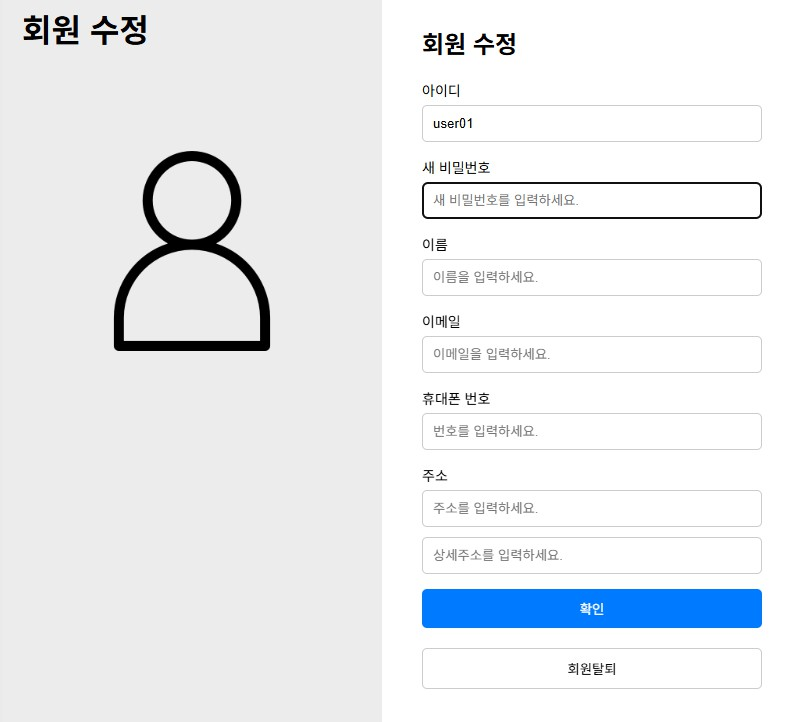 회원 수정
회원 수정
아이디
user01
새 비밀번호
새 비밀번호를 입력하세요.
이름
이름을 입력하세요.
이메일
이메일을 입력하세요.
휴대폰 번호
번호를 입력하세요.
주소
주소를 입력하세요.
상세주소를 입력하세요.
확인
회원탈퇴